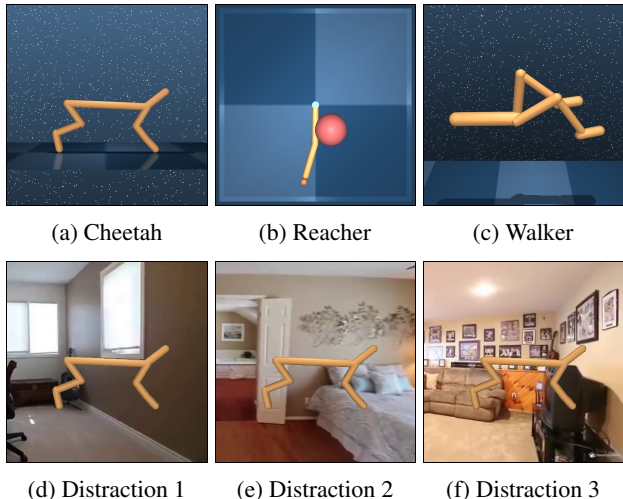 (a) Cheetah
(b) Reacher
(c) Walker
(d) Distraction 1
(e) Distraction 2
(f) Distraction 3